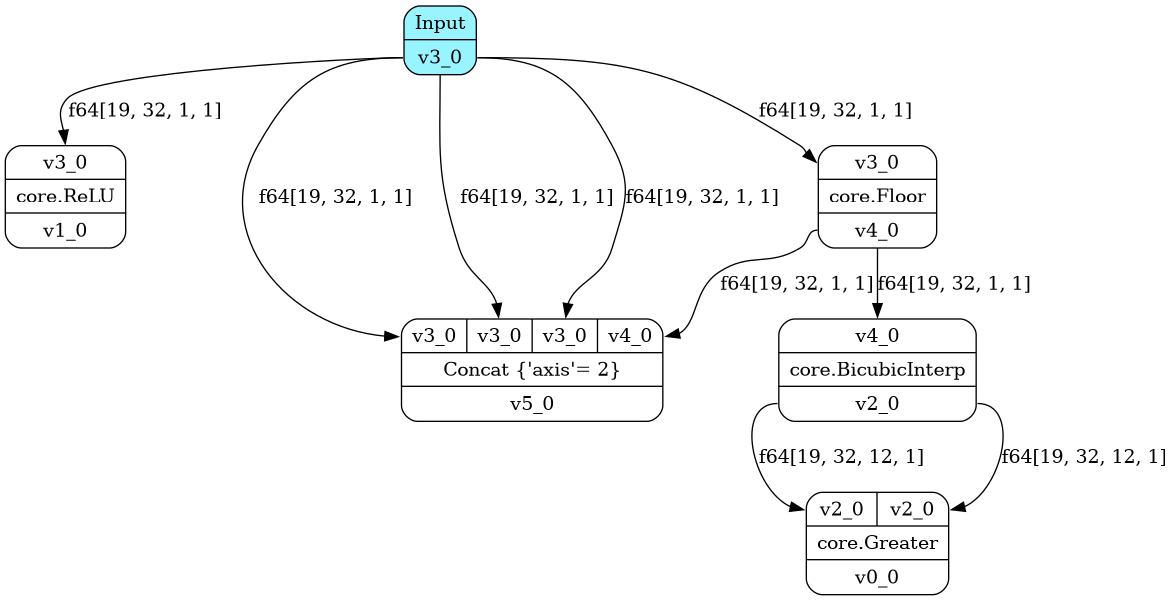 Input
v3_0
f64[19, 32, 1, 1]
f64[19, 32, 1, 1]
v3_0
core.ReLU
v1_0
f64[19, 32, 1, 1]
f64[19, 32, 1, 1]
f64[19, 32, 1, 1]
v3_0
core.Floor
v4_0
f64[19, 32, 1, 1]
f64[19, 32, 1, 1]
v3_0 v3_0 v3_0 v4_0
Concat {'axis'= 2}
v5_0
v4_0
core.BicubicInterp
v2_0
f64[19, 32, 12, 1]
f64[19, 32, 12, 1]
v2_0 v2_0
core.Greater
v0_0